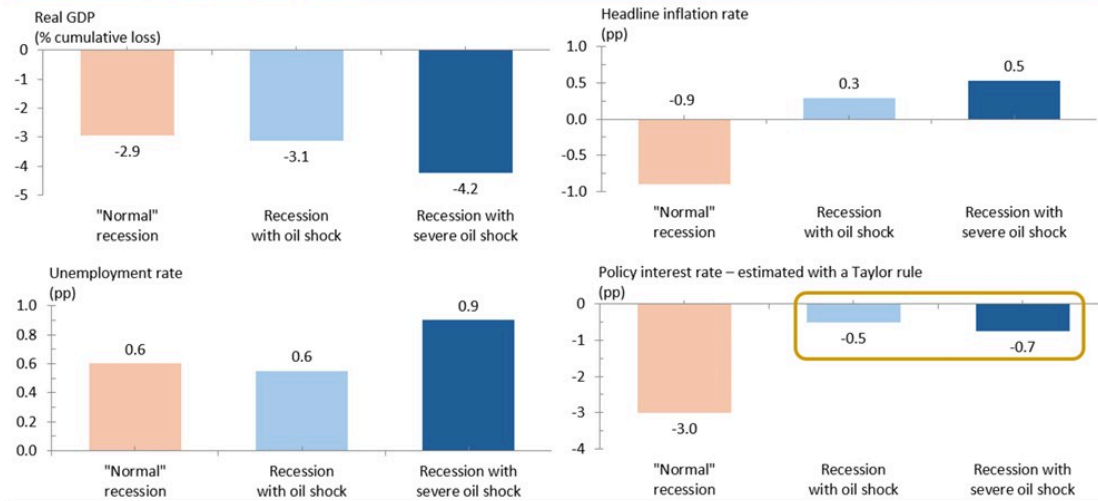 Real GDP
(% cumulative loss)
0
-1
-2
-3
-4
-5
-2.9
-3.1
-4.2
"Normal"
recession
Recession
with oil shock
Recession with
severe oil shock
Headline inflation rate
(pp)
1.0
0.5
0.0
-0.5
-1.0
-0.9
0.3
0.5
"Normal"
recession
Recession
with oil shock
Recession with
severe oil shock
Unemployment rate
(pp)
1.0
0.8
0.6
0.4
0.2
0.0
0.6
0.6
0.9
"Normal"
recession
Recession
with oil shock
Recession with
severe oil shock
Policy interest rate – estimated with a Taylor rule
(pp)
0
-1
-2
-3
-4
-3.0
-0.5
-0.7
"Normal"
recession
Recession
with oil shock
Recession with
severe oil shock